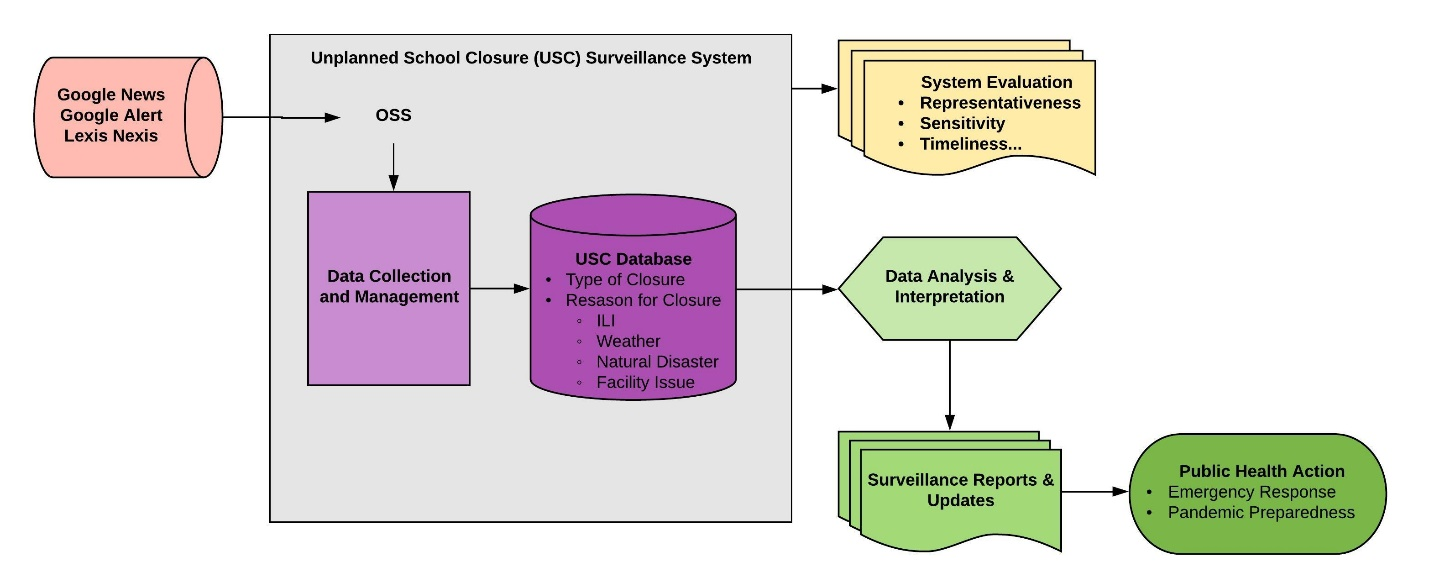 Unplanned School Closure (USC) Surveillance System
Google News
Google Alert
Lexis Nexis
OSS
System Evaluation
• Representativeness
• Sensitivity
• Timeliness...
Data Collection
and Management
USC Database
• Type of Closure
• Resason for Closure
◦ ILI
◦ Weather
◦ Natural Disaster
◦ Facility Issue
Data Analysis &
Interpretation
Surveillance Reports &
Updates
Public Health Action
• Emergency Response
• Pandemic Preparedness